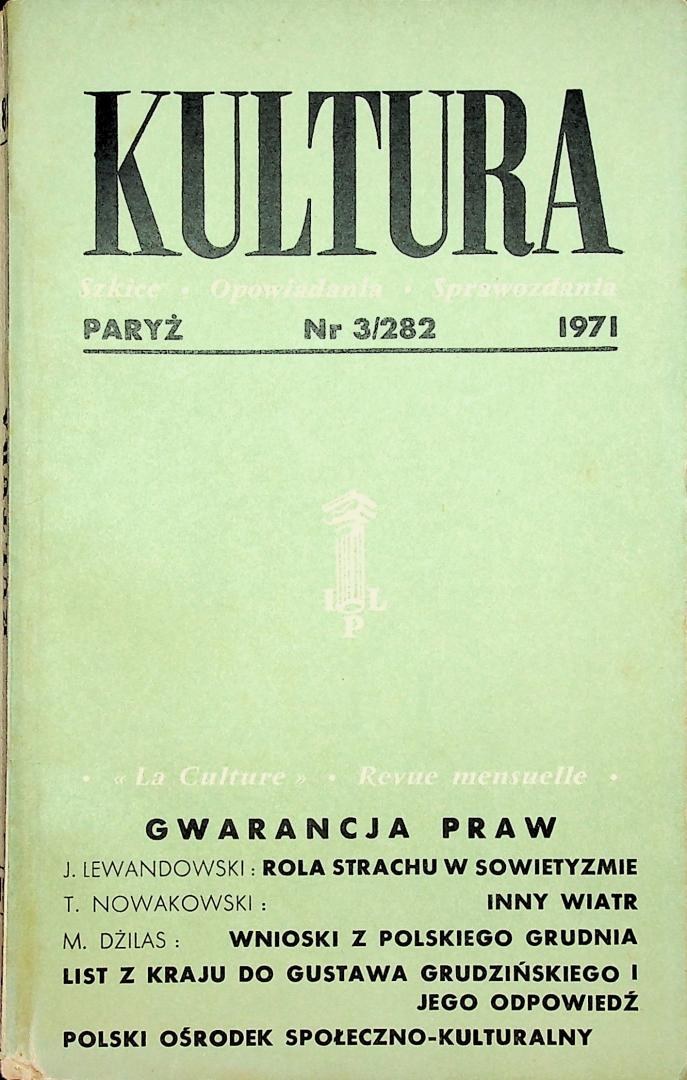 KULTURA
Szkice • Opowiadania • Sprawozdania
PARYŻ Nr 3/282 1971
I L
P
• « La Culture » • Revue mensuelle •
GWARANCJA PRAW
J. LEWANDOWSKI : ROLA STRACHU W SOWIETYZMIE
T. NOWAKOWSKI : INNY WIATR
M. DŻILAS : WNIOSKI Z POLSKIEGO GRUDNIA
LIST Z KRAJU DO GUSTAWA GRUDZIŃSKIEGO I
JEGO ODPOWIEDŹ
POLSKI OŚRODEK SPOŁECZNO-KULTURALNY